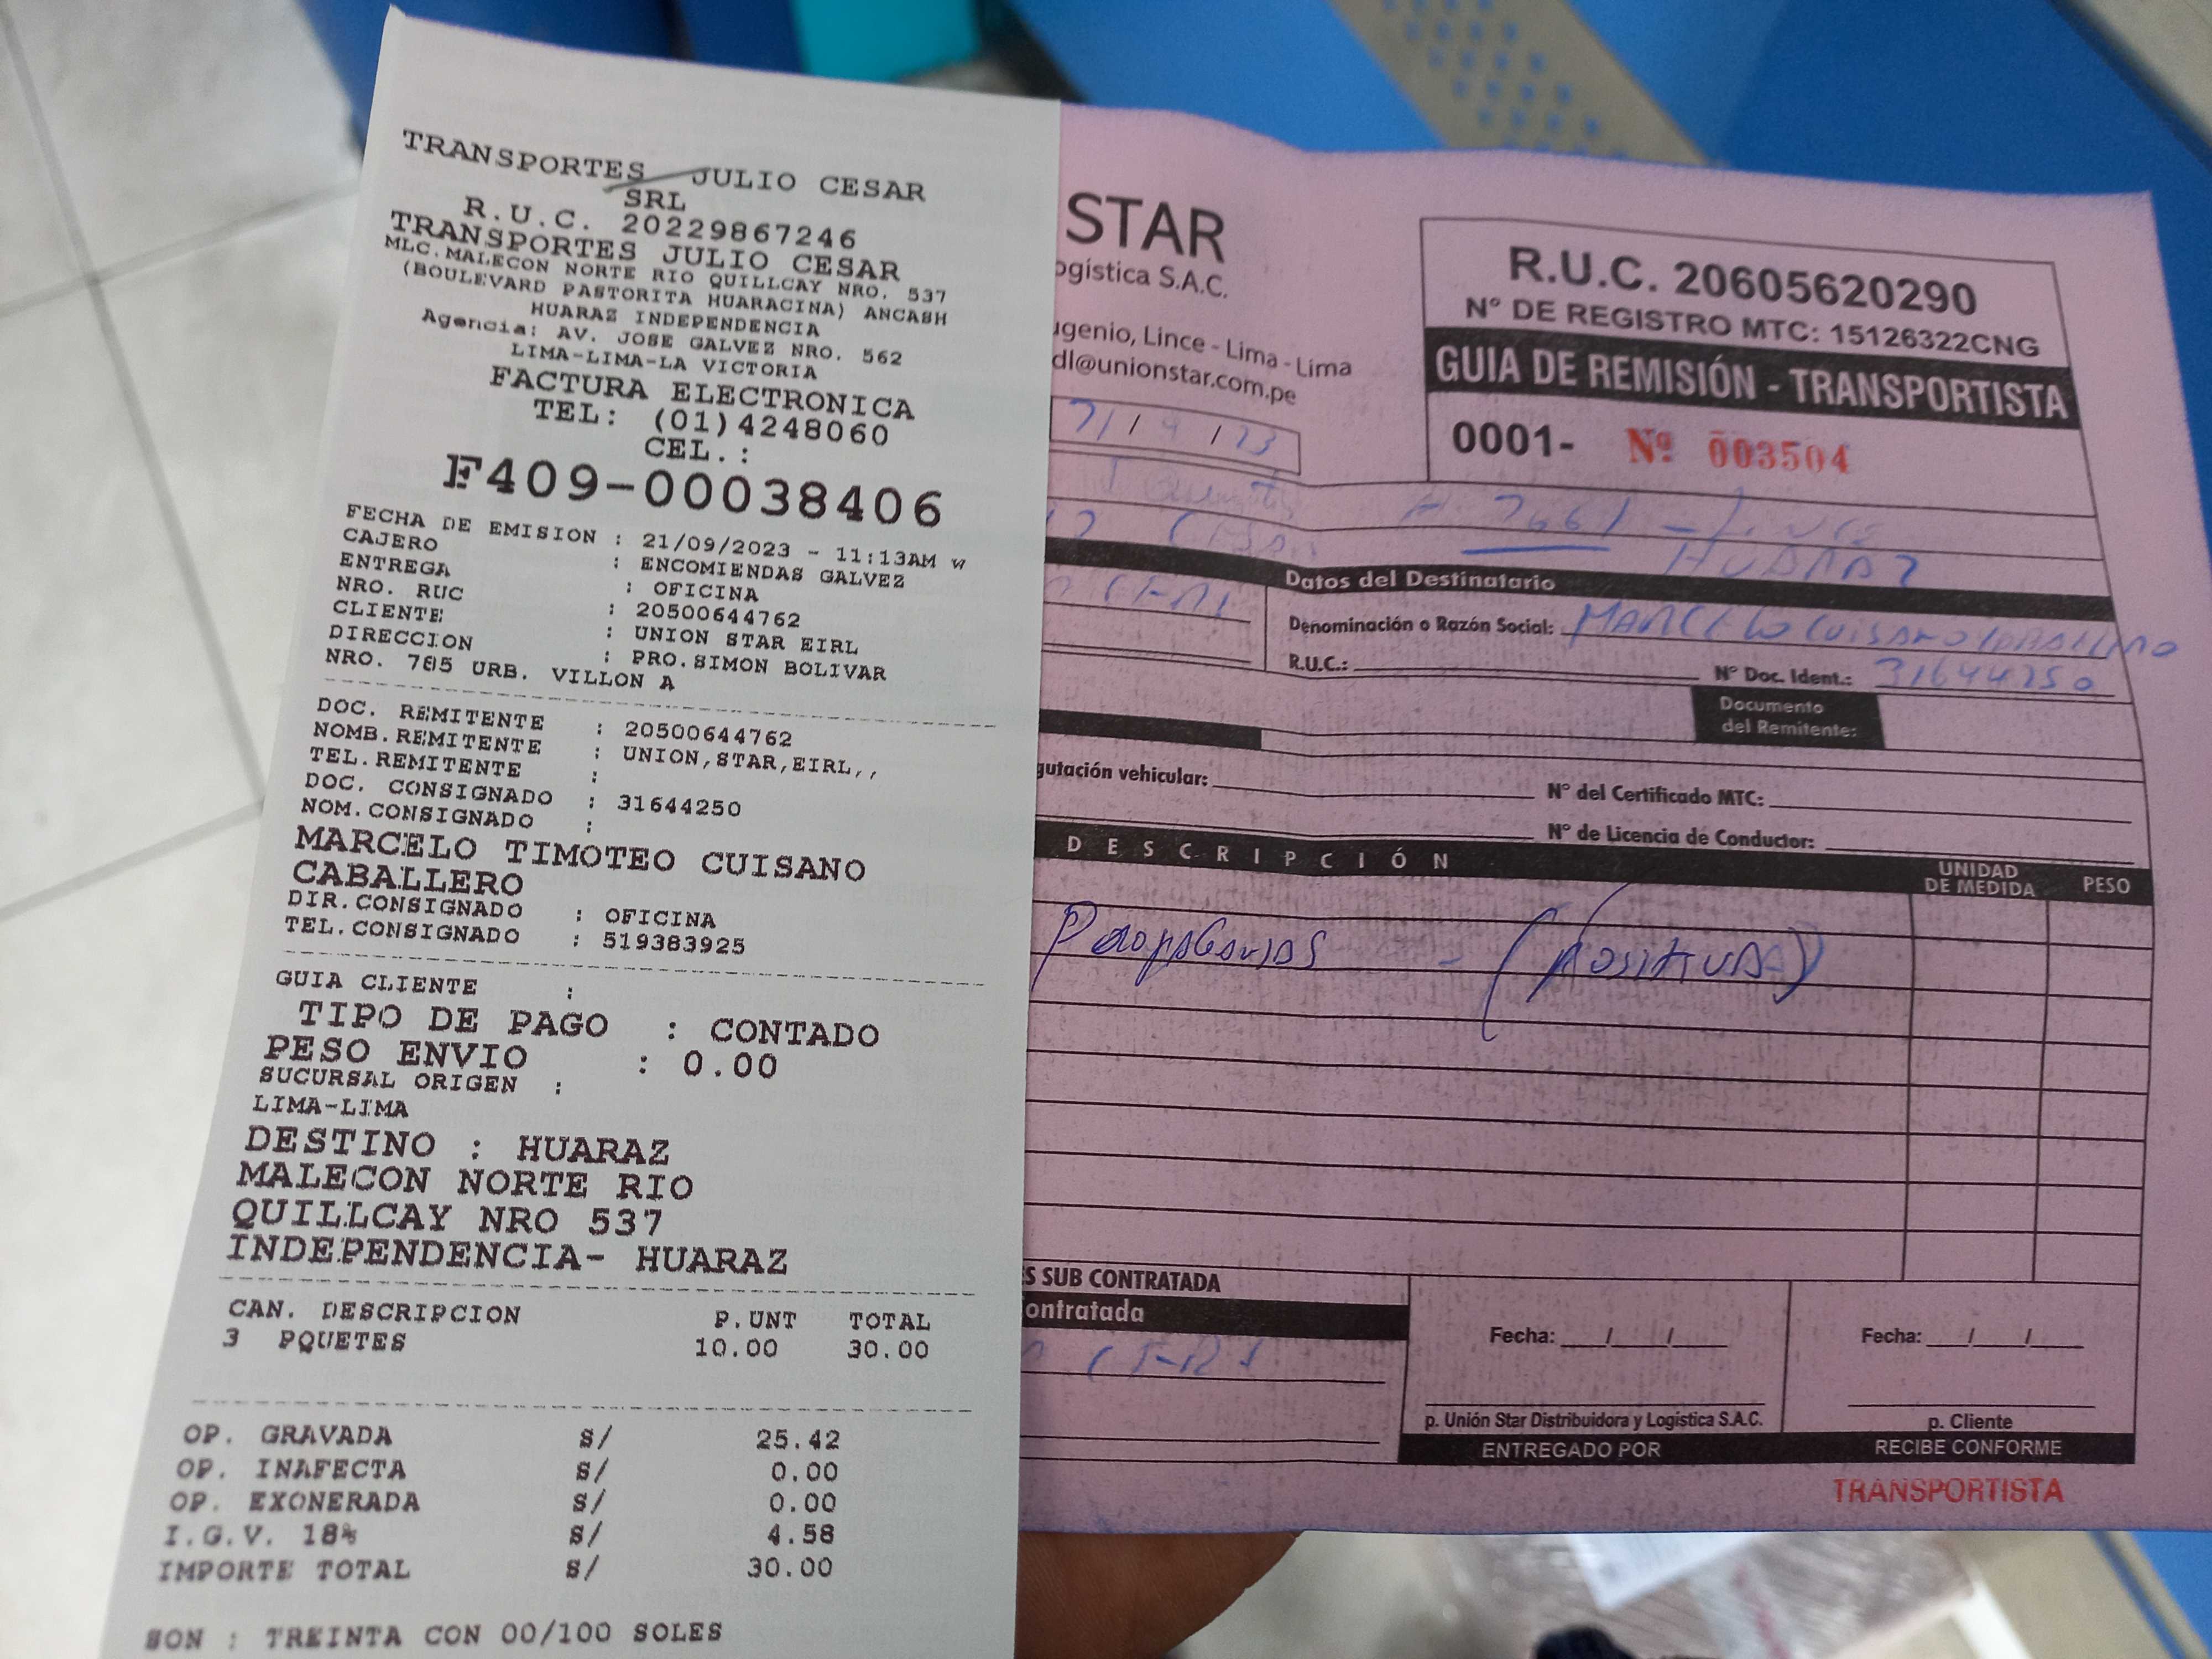 TRANSPORTES JULIO CESAR
SRL
R.U.C. 20229867246
TRANSPORTES JULIO CESAR
MLC.MALECON NORTE RIO QUILLCAY NRO. 537
(BOULEVARD PASTORITA HUARACINA) ANCASH
HUARAZ INDEPENDENCIA
Agencia: AV. JOSE GALVEZ NRO. 562
LIMA-LIMA-LA VICTORIA
FACTURA ELECTRONICA
TEL: (01)4248060
CEL.:
F409-00038406
FECHA DE EMISION : 21/09/2023 - 11:13AM w
CAJERO : ENCOMIENDAS GALVEZ
ENTREGA : OFICINA
NRO. RUC : 20500644762
CLIENTE : UNION STAR EIRL
DIRECCION : PRO.SIMON BOLIVAR
NRO. 785 URB. VILLON A
DOC. REMITENTE : 20500644762
NOMB.REMITENTE : UNION,STAR,EIRL,,
TEL.REMITENTE :
DOC. CONSIGNADO : 31644250
NOM.CONSIGNADO :
MARCELO TIMOTEO CUISANO
CABALLERO
DIR.CONSIGNADO : OFICINA
TEL.CONSIGNADO : 519383925
GUIA CLIENTE :
TIPO DE PAGO : CONTADO
PESO ENVIO : 0.00
SUCURSAL ORIGEN :
LIMA-LIMA
DESTINO : HUARAZ
MALECON NORTE RIO
QUILLCAY NRO 537
INDEPENDENCIA- HUARAZ
CAN. DESCRIPCION P.UNT TOTAL
3 PQUETES 10.00 30.00
OP. GRAVADA S/ 25.42
OP. INAFECTA S/ 0.00
OP. EXONERADA S/ 0.00
I.G.V. 18% S/ 4.58
IMPORTE TOTAL S/ 30.00
SON : TREINTA CON 00/100 SOLES
STAR
ogística S.A.C.
ugenio, Lince - Lima - Lima
dl@unionstar.com.pe
R.U.C. 20605620290
N° DE REGISTRO MTC: 15126322CNG
GUIA DE REMISIÓN - TRANSPORTISTA
0001- Nº 003504
HUARAZ
Datos del Destinatario
Denominación o Razón Social: MARCELO CUISANO
R.U.C.: N° Doc. Ident.: 31644250
Documento
del Remitente:
gutación vehicular: N° del Certificado MTC:
N° de Licencia de Conductor:
DESCRIPCIÓN UNIDAD DE MEDIDA PESO
(POSITIVA)
S SUB CONTRATADA
ontratada
Fecha: / / Fecha: / /
p. Unión Star Distribuidora y Logística S.A.C. p. Cliente
ENTREGADO POR RECIBE CONFORME
TRANSPORTISTA